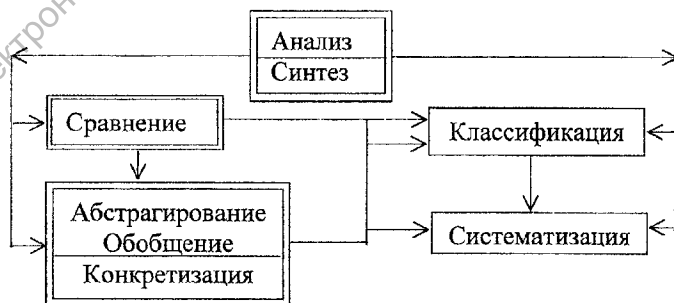 Анализ
Синтез
Сравнение
Классификация
Абстрагирование
Обобщение
Конкретизация
Систематизация